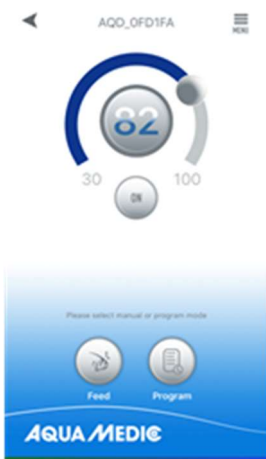 AQD_0FD1FA
MENU
82
30
100
ON
Please select manual or program mode
Feed
Program
AQUA MEDIC